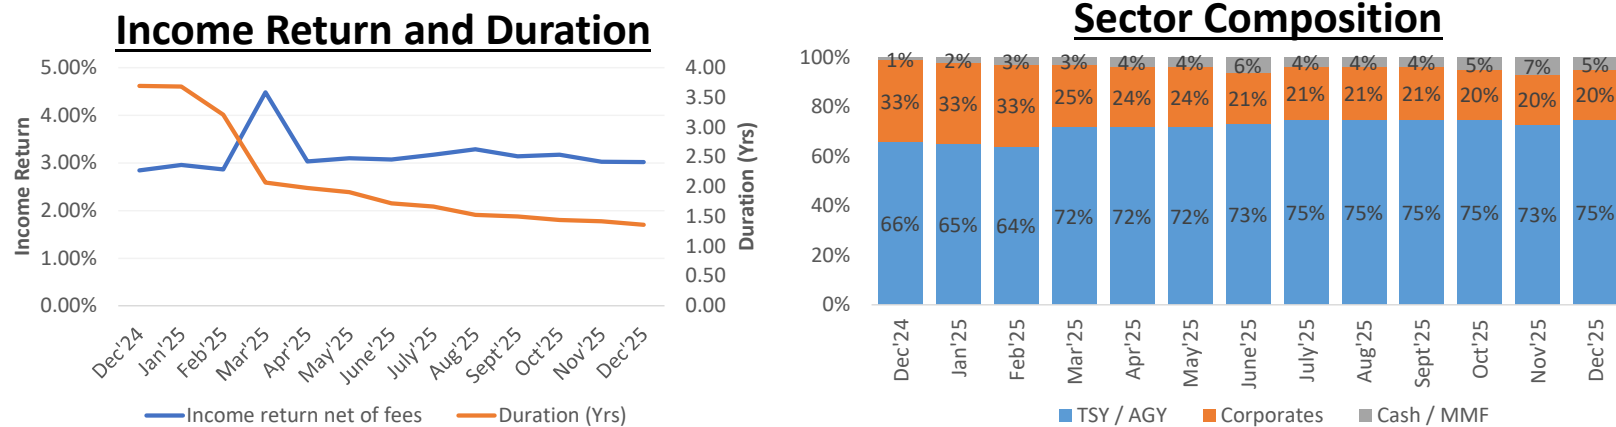 Income Return and Duration
5.00%
4.00%
3.00%
2.00%
1.00%
0.00%
Income Return
4.00
3.50
3.00
2.50
2.00
1.50
1.00
0.50
0.00
Duration (Yrs)
Dec'24 Jan'25 Feb'25 Mar'25 Apr'25 May'25 June'25 July'25 Aug'25 Sept'25 Oct'25 Nov'25 Dec'25
Income return net of fees Duration (Yrs)
Sector Composition
100%
80%
60%
40%
20%
0%
1% 2% 3% 3% 4% 4% 6% 4% 4% 4% 5% 7% 5%
33% 33% 33% 25% 24% 24% 21% 21% 21% 21% 20% 20% 20%
66% 65% 64% 72% 72% 72% 73% 75% 75% 75% 75% 73% 75%
Dec'24 Jan'25 Feb'25 Mar'25 Apr'25 May'25 June'25 July'25 Aug'25 Sept'25 Oct'25 Nov'25 Dec'25
TSY / AGY Corporates Cash / MMF